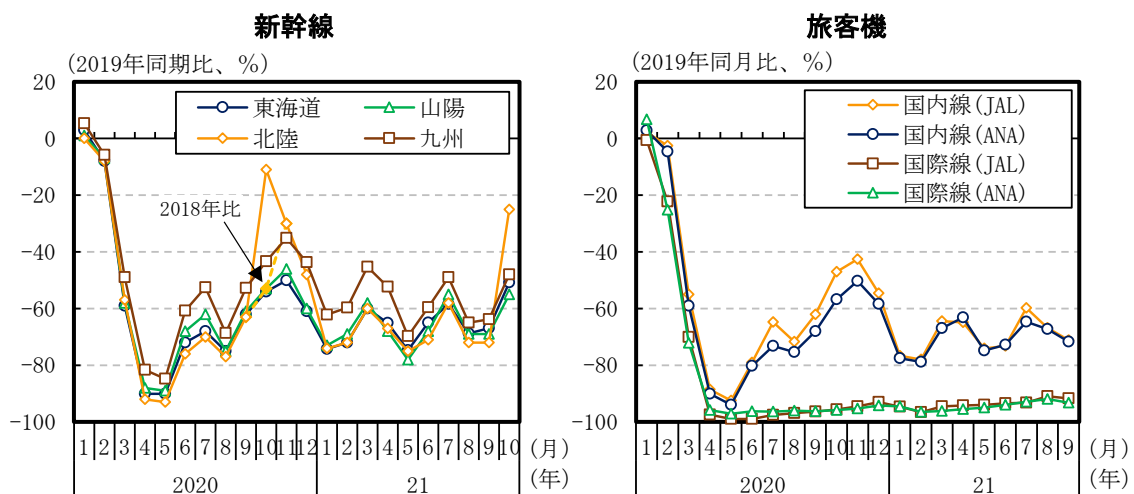 新幹線
(2019年同期比、%)
20
0
-20
-40
-60
-80
-100
東海道
山陽
北陸
九州
2018年比
1 2 3 4 5 6 7 8 9 10 11 12 1 2 3 4 5 6 7 8 9 10 (月)
2020 21 (年)
旅客機
(2019年同月比、%)
20
0
-20
-40
-60
-80
-100
国内線(JAL)
国内線(ANA)
国際線(JAL)
国際線(ANA)
1 2 3 4 5 6 7 8 9 10 11 12 1 2 3 4 5 6 7 8 9 (月)
2020 21 (年)